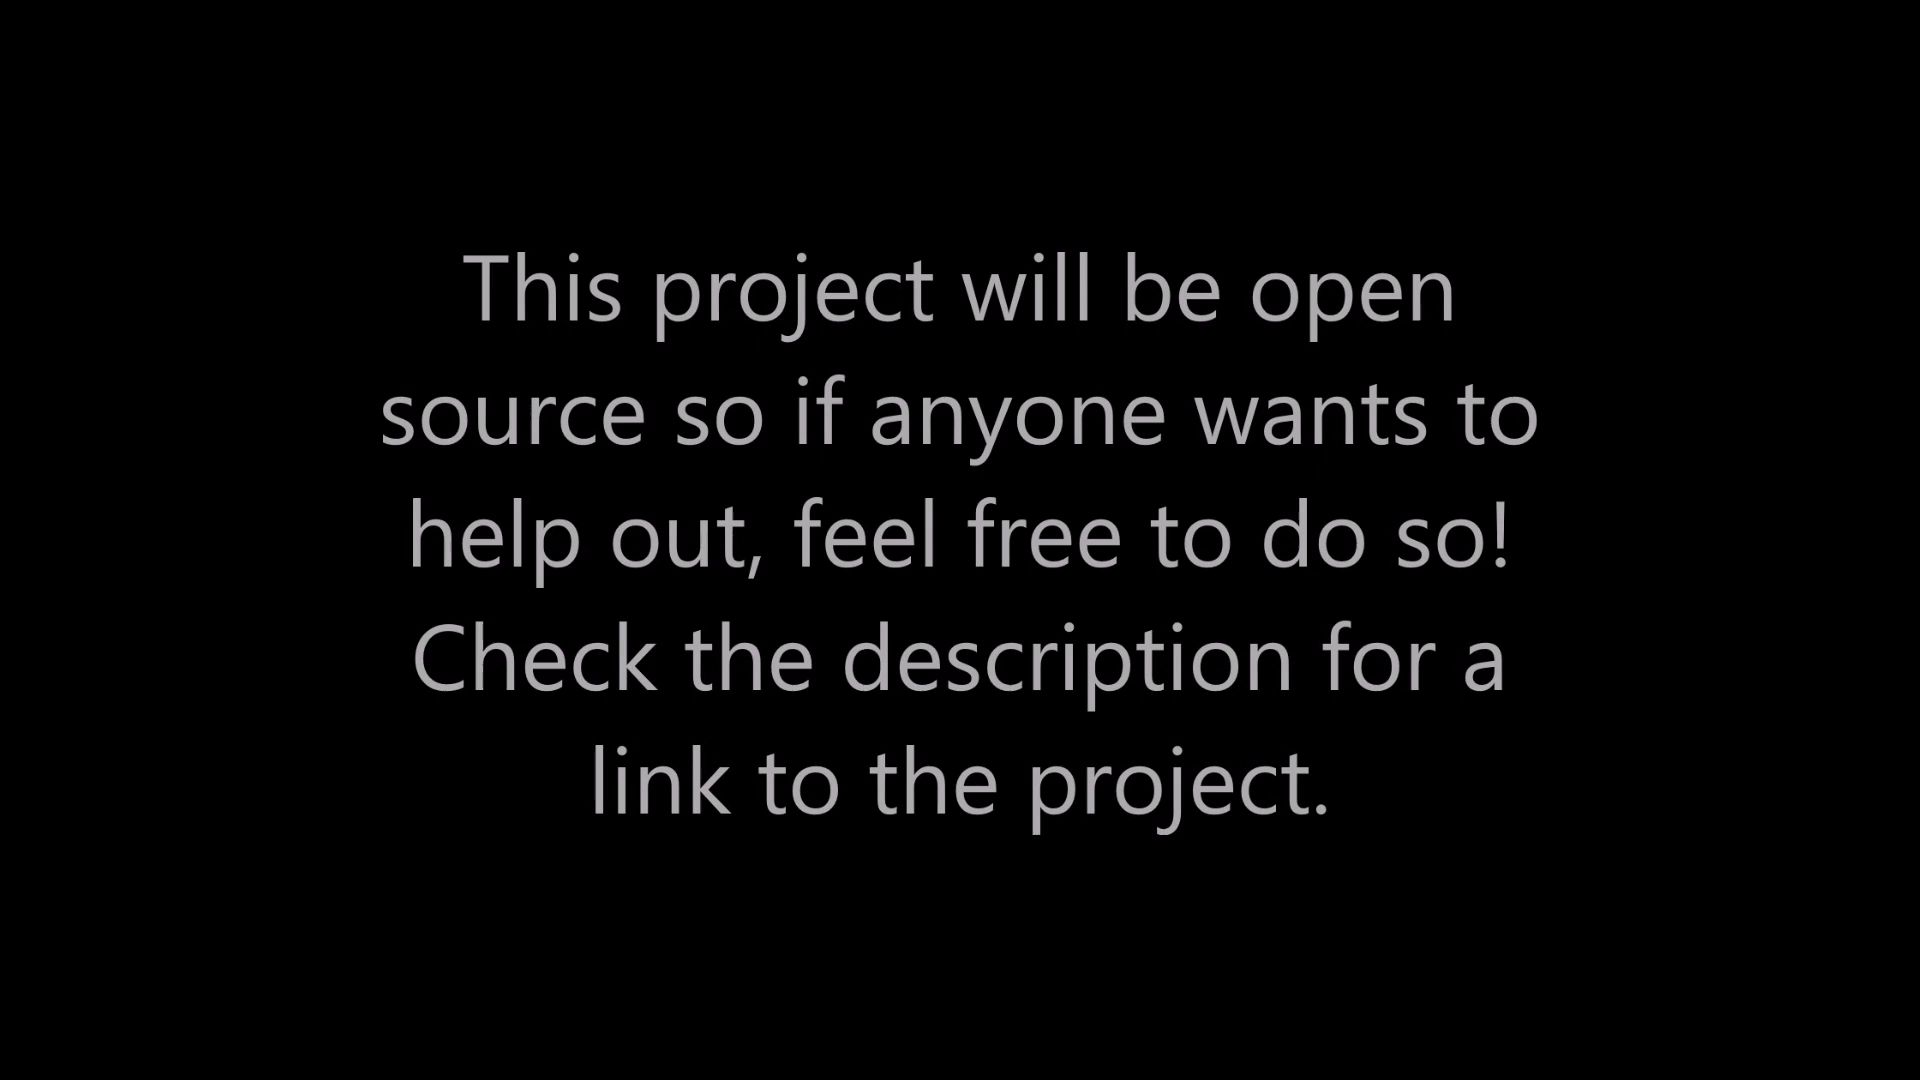 This project will be open
source so if anyone wants to
help out, feel free to do so!
Check the description for a
link to the project.